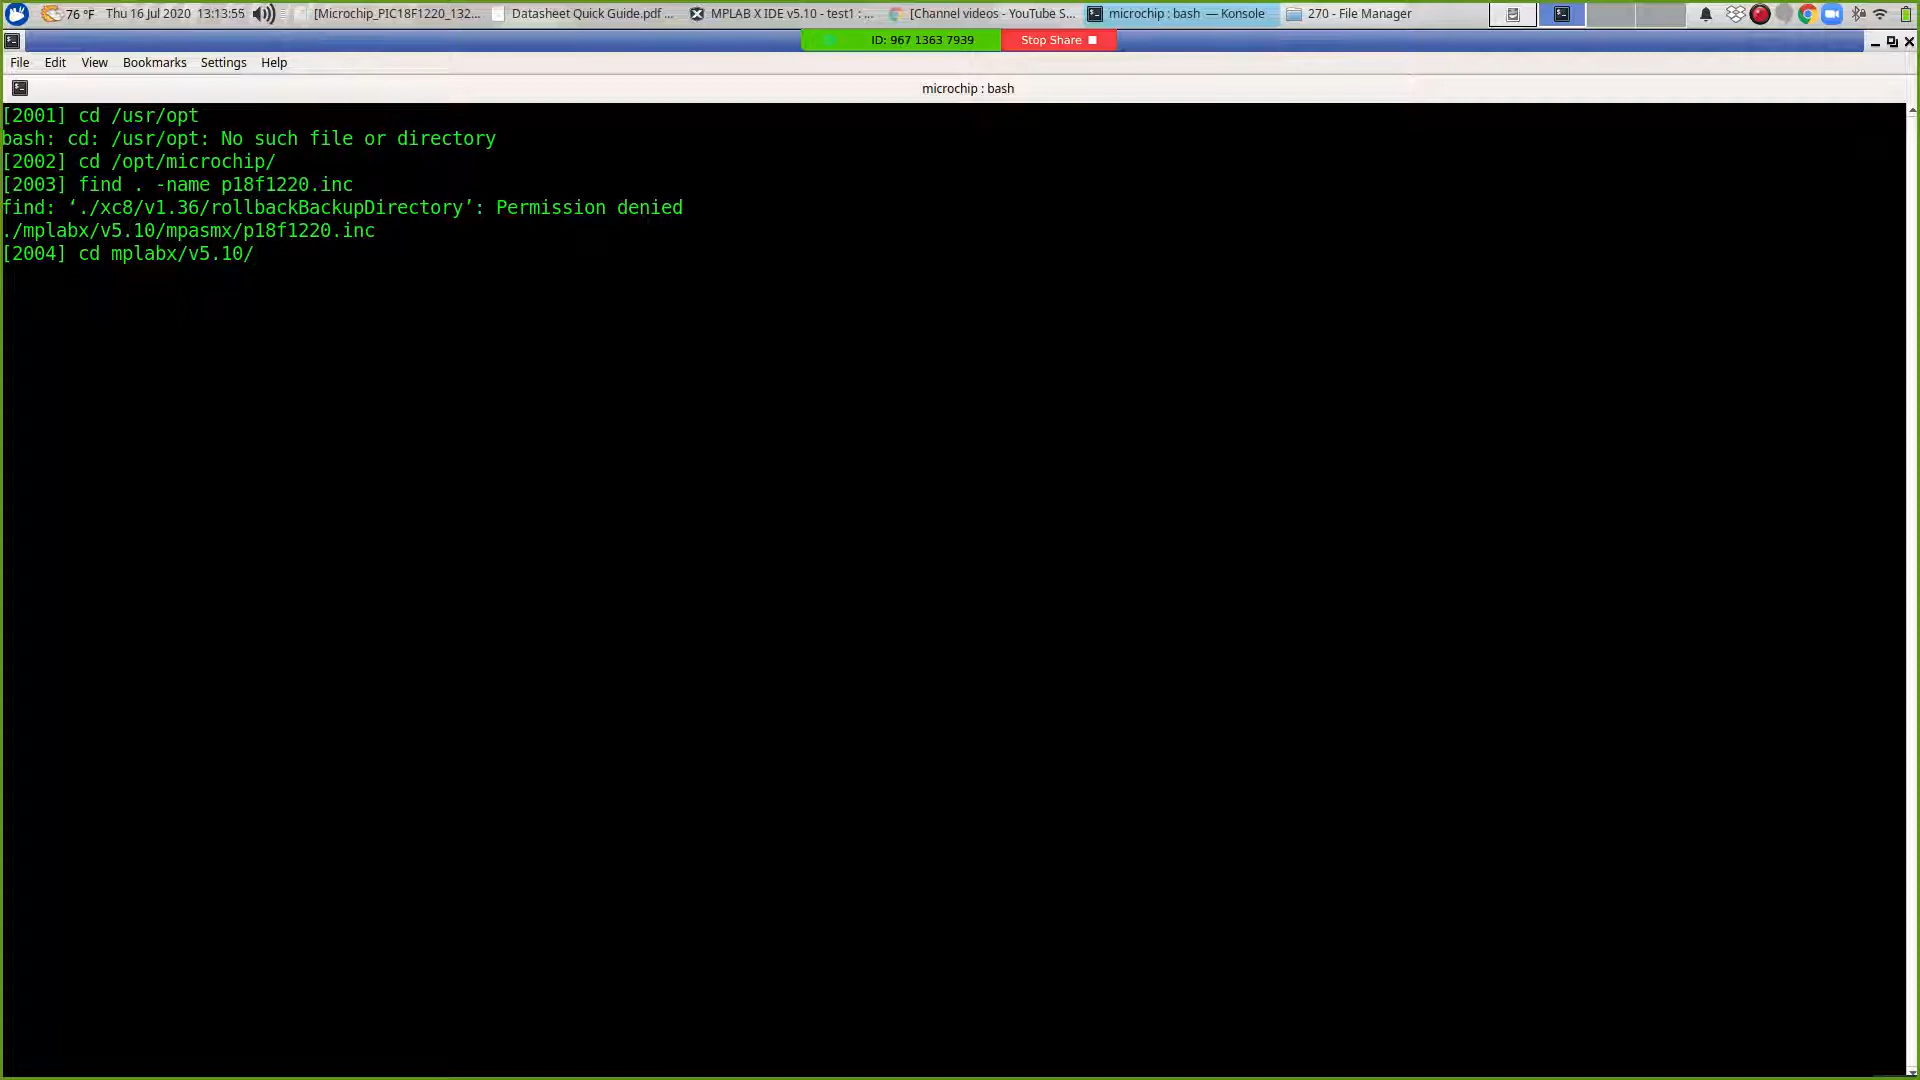 76 °F Thu 16 Jul 2020 13:13:55 [Microchip_PIC18F1220_132... Datasheet Quick Guide.pdf ... MPLAB X IDE v5.10 - test1 : ... [Channel videos - YouTube S... microchip : bash — Konsole 270 - File Manager
ID: 967 1363 7939 Stop Share
File Edit View Bookmarks Settings Help
microchip : bash
[2001] cd /usr/opt
bash: cd: /usr/opt: No such file or directory
[2002] cd /opt/microchip/
[2003] find . -name p18f1220.inc
find: ‘./xc8/v1.36/rollbackBackupDirectory’: Permission denied
./mplabx/v5.10/mpasmx/p18f1220.inc
[2004] cd mplabx/v5.10/